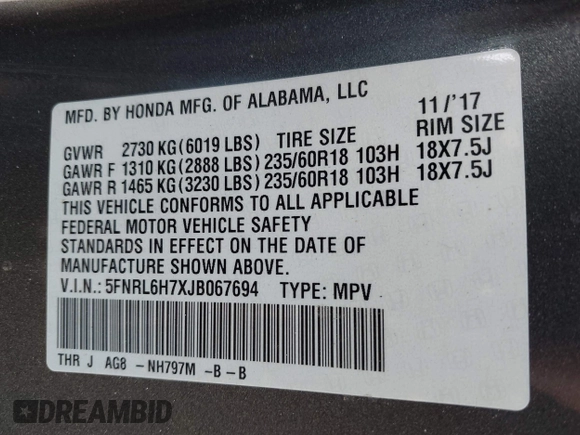 MFD. BY HONDA MFG. OF ALABAMA, LLC 11/'17
GVWR 2730 KG(6019 LBS) TIRE SIZE RIM SIZE
GAWR F 1310 KG(2888 LBS) 235/60R18 103H 18X7.5J
GAWR R 1465 KG(3230 LBS) 235/60R18 103H 18X7.5J
THIS VEHICLE CONFORMS TO ALL APPLICABLE
FEDERAL MOTOR VEHICLE SAFETY
STANDARDS IN EFFECT ON THE DATE OF
MANUFACTURE SHOWN ABOVE.
V.I.N.: 5FNRL6H7XJB067694 TYPE: MPV
THR J AG8 -NH797M -B-B
DREAMBID